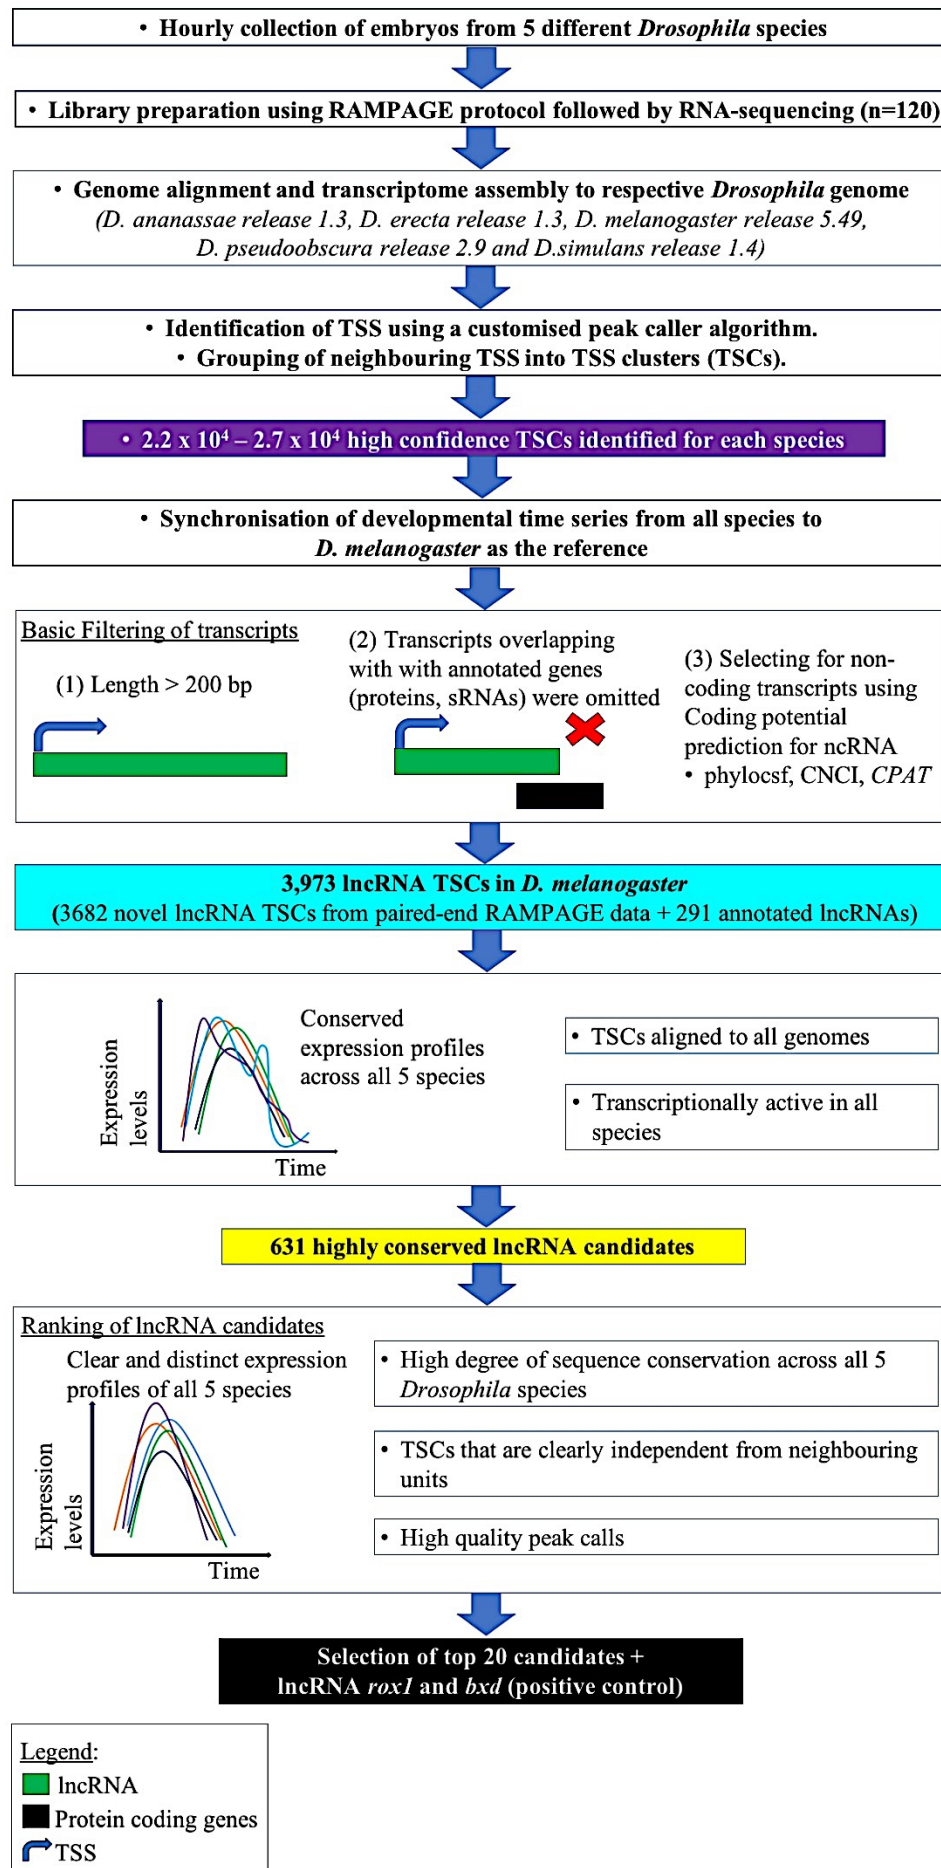 • Hourly collection of embryos from 5 different Drosophila species
• Library preparation using RAMPAGE protocol followed by RNA-sequencing (n=120)
• Genome alignment and transcriptome assembly to respective Drosophila genome
(D. ananassae release 1.3, D. erecta release 1.3, D. melanogaster release 5.49,
D. pseudoobscura release 2.9 and D.simulans release 1.4)
• Identification of TSS using a customised peak caller algorithm.
• Grouping of neighbouring TSS into TSS clusters (TSCs).
• 2.2 x 10⁴ – 2.7 x 10⁴ high confidence TSCs identified for each species
• Synchronisation of developmental time series from all species to
D. melanogaster as the reference
Basic Filtering of transcripts
(1) Length > 200 bp
(2) Transcripts overlapping
with with annotated genes
(proteins, sRNAs) were omitted
(3) Selecting for non-
coding transcripts using
Coding potential
prediction for ncRNA
• phylocsf, CNCI, CPAT
3,973 lncRNA TSCs in D. melanogaster
(3682 novel lncRNA TSCs from paired-end RAMPAGE data + 291 annotated lncRNAs)
Expression
levels
Time
Conserved
expression profiles
across all 5 species
• TSCs aligned to all genomes
• Transcriptionally active in all
species
631 highly conserved lncRNA candidates
Ranking of lncRNA candidates
Clear and distinct expression
profiles of all 5 species
Expression
levels
Time
• High degree of sequence conservation across all 5
Drosophila species
• TSCs that are clearly independent from neighbouring
units
• High quality peak calls
Selection of top 20 candidates +
lncRNA rox1 and bxd (positive control)
Legend:
lncRNA
Protein coding genes
TSS